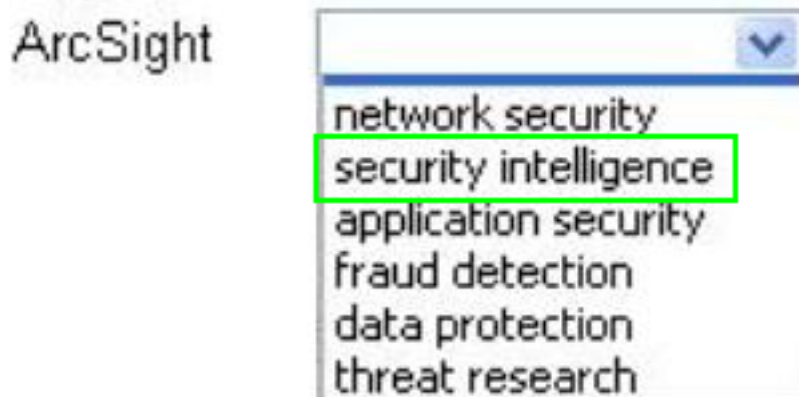 ArcSight
network security
security intelligence
application security
fraud detection
data protection
threat research